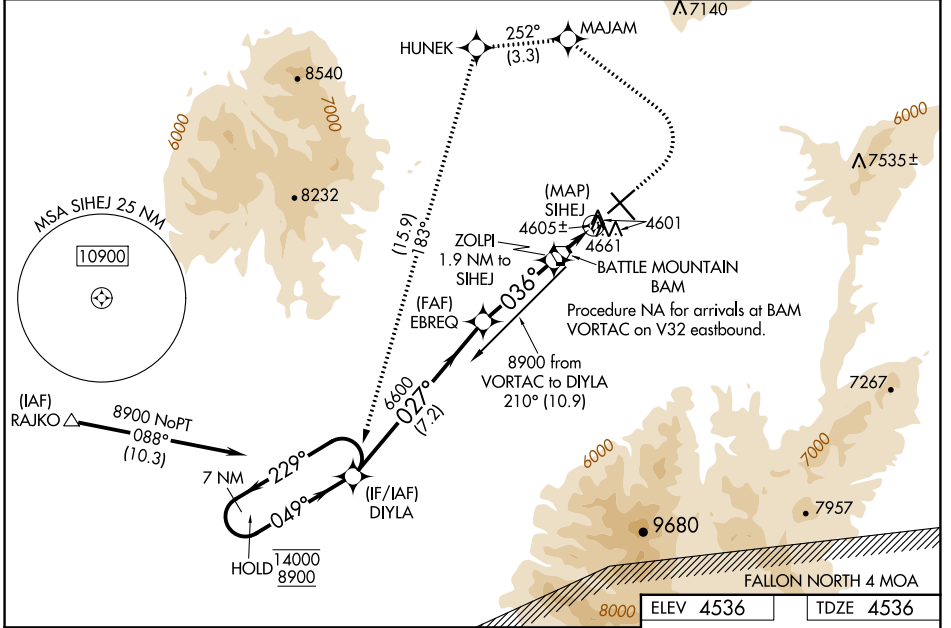 7140
HUNEK
252°
(3.3)
MAJAM
8540
7000
6000
8232
6000
7535±
MSA SIHEJ 25 NM
10900
(15.9)
183°
(MAP)
SIHEJ
4605±
4601
4661
ZOLPI
1.9 NM to
SIHEJ
BATTLE MOUNTAIN
BAM
036°
(FAF)
EBREQ
Procedure NA for arrivals at BAM
VORTAC on V32 eastbound.
8900 from
VORTAC to DIYLA
210° (10.9)
6600
027°
(7.2)
(IAF)
RAJKO
8900 NoPT
088°
(10.3)
7267
7000
6000
7 NM
229°
049°
(IF/IAF)
DIYLA
7957
9680
HOLD
14000
8900
FALLON NORTH 4 MOA
8000
ELEV 4536
TDZE 4536